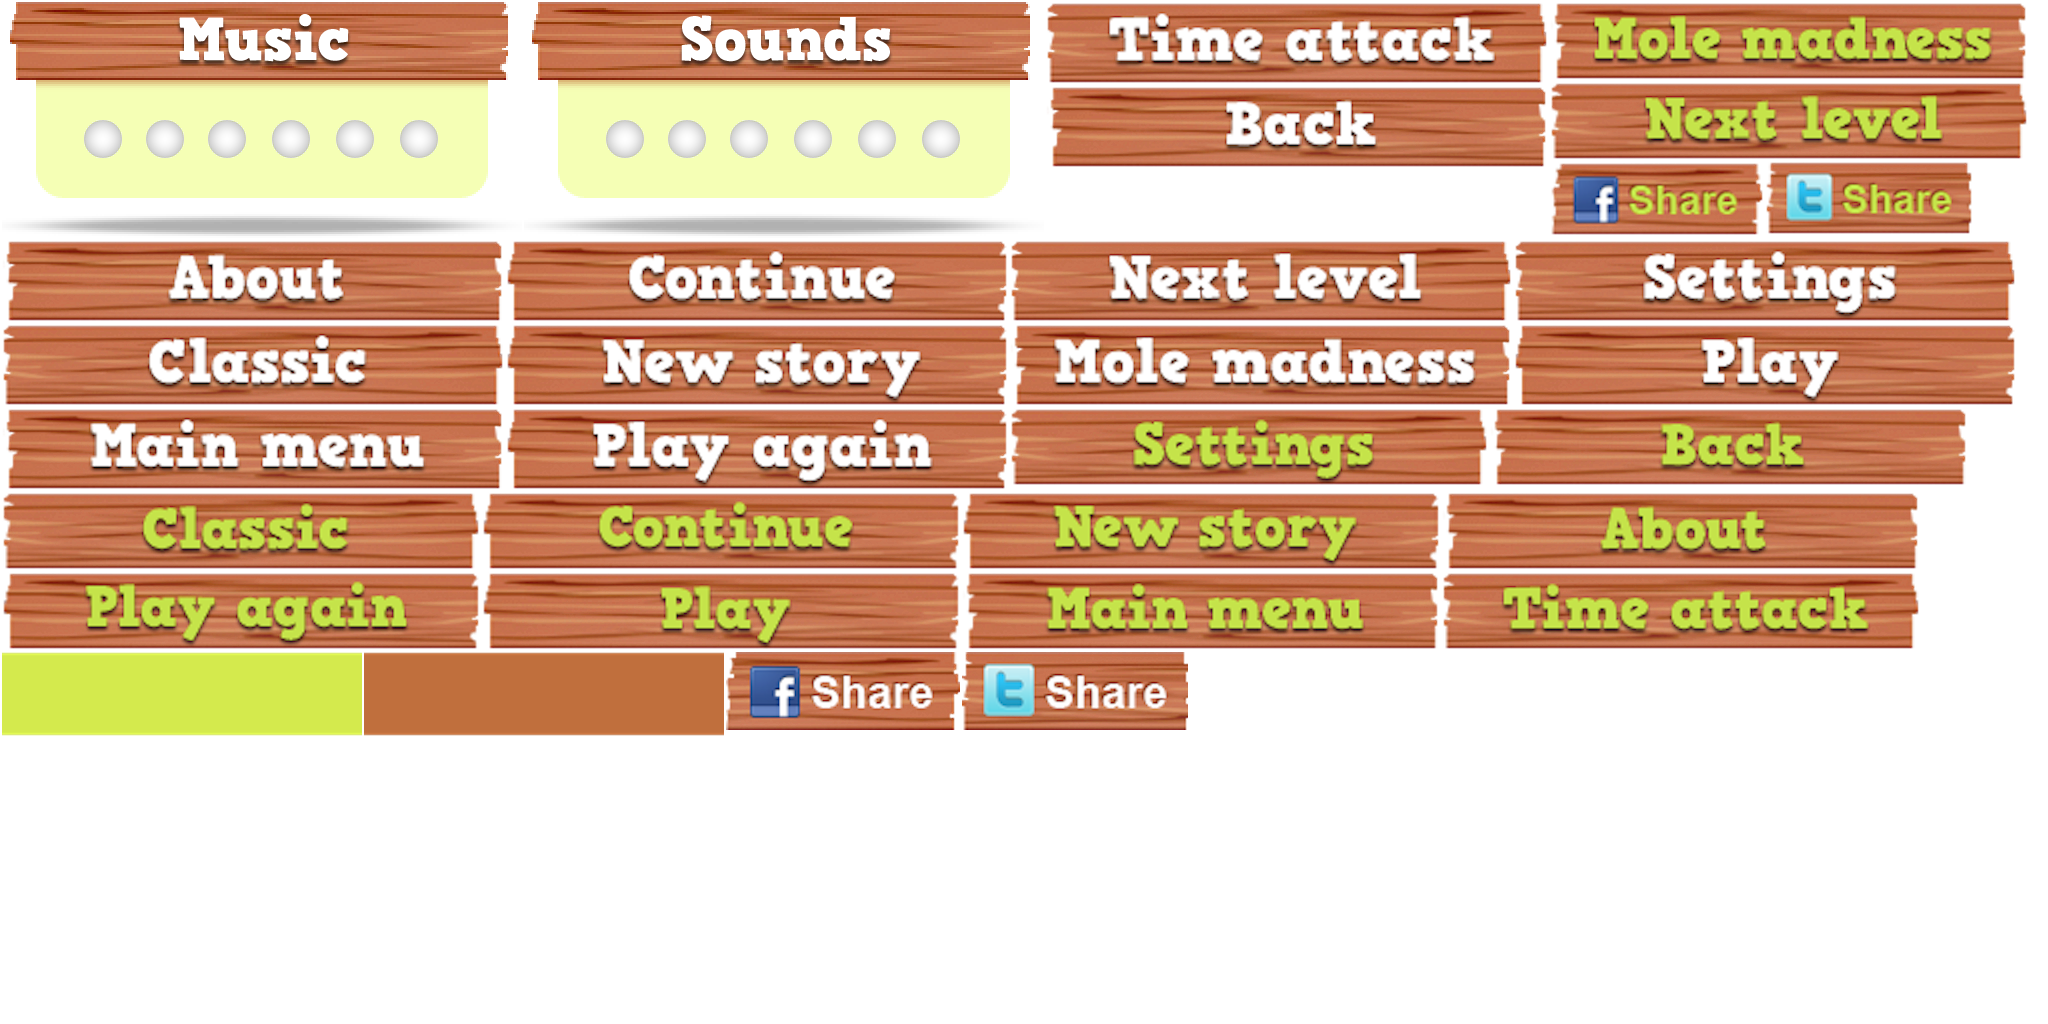 Music
Sounds
Time attack
Mole madness
Back
Next level
f Share
t Share
About
Continue
Next level
Settings
Classic
New story
Mole madness
Play
Main menu
Play again
Settings
Back
Classic
Continue
New story
About
Play again
Play
Main menu
Time attack
f Share
t Share